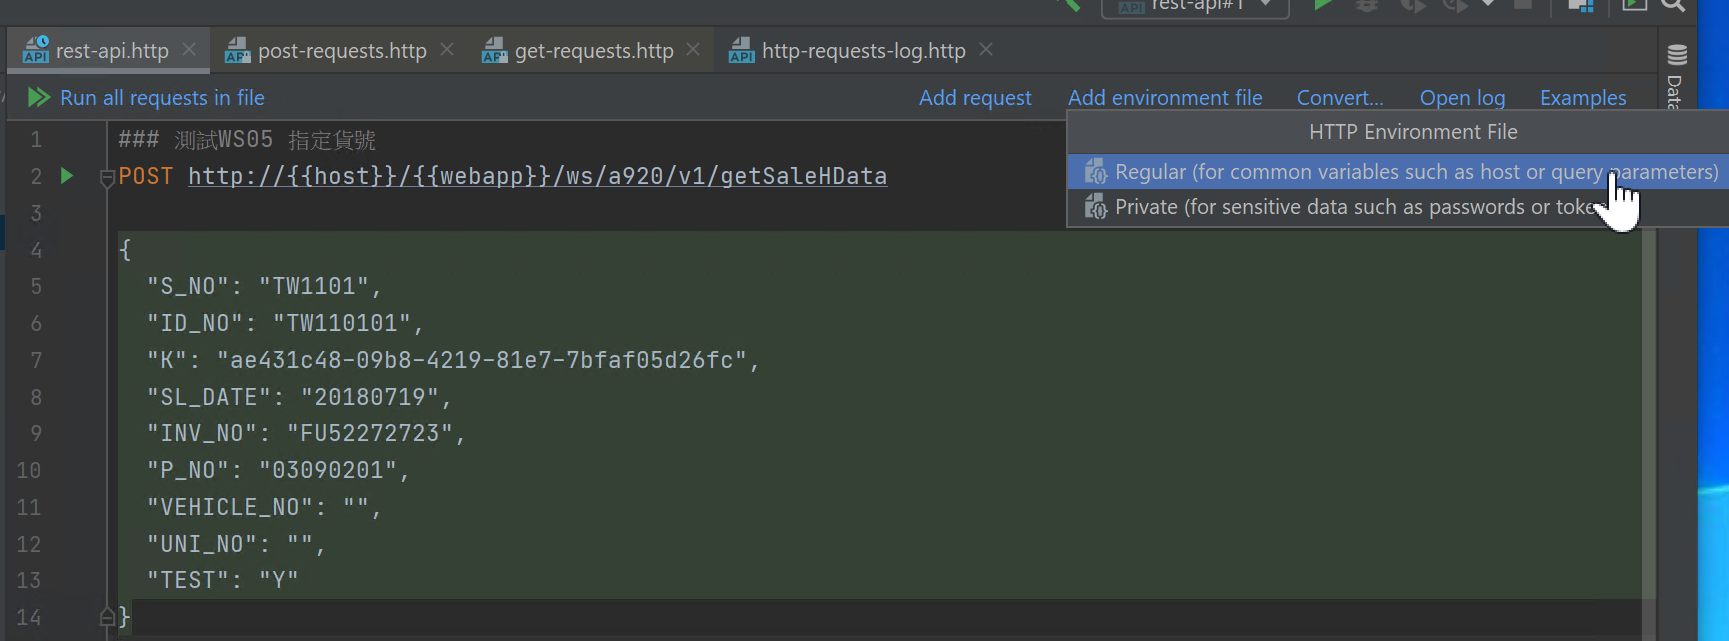 rest-api#1
rest-api.http
post-requests.http
get-requests.http
http-requests-log.http
Run all requests in file
Add request
Add environment file
Convert...
Open log
Examples
Data
HTTP Environment File
Regular (for common variables such as host or query parameters)
Private (for sensitive data such as passwords or toke
1 ### 測試WS05 指定貨號
2 POST http://{{host}}/{{webapp}}/ws/a920/v1/getSaleHData
3
4 {
5 "S_NO": "TW1101",
6 "ID_NO": "TW110101",
7 "K": "ae431c48-09b8-4219-81e7-7bfaf05d26fc",
8 "SL_DATE": "20180719",
9 "INV_NO": "FU52272723",
10 "P_NO": "03090201",
11 "VEHICLE_NO": "",
12 "UNI_NO": "",
13 "TEST": "Y"
14 }